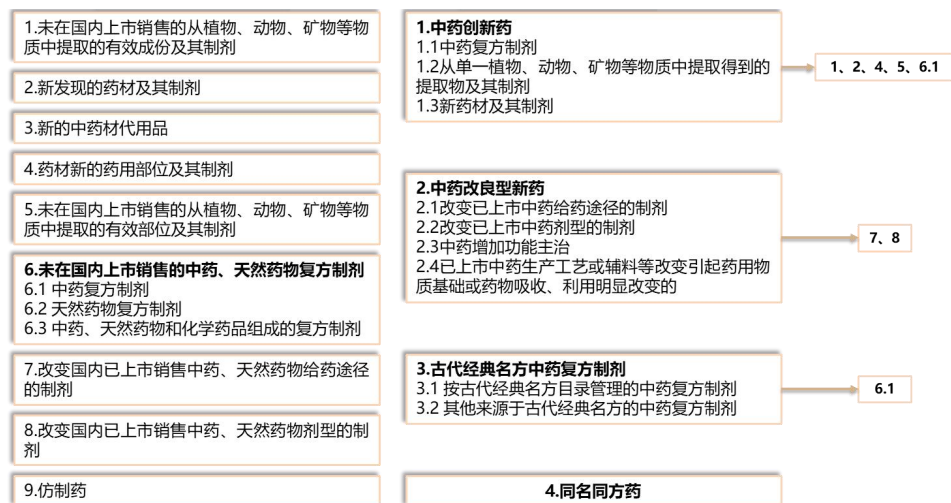 1.未在国内上市销售的从植物、动物、矿物等物
质中提取的有效成份及其制剂
2.新发现的药材及其制剂
3.新的中药材代用品
4.药材新的药用部位及其制剂
5.未在国内上市销售的从植物、动物、矿物等物
质中提取的有效部位及其制剂
6.未在国内上市销售的中药、天然药物复方制剂
6.1 中药复方制剂
6.2 天然药物复方制剂
6.3 中药、天然药物和化学药品组成的复方制剂
7.改变国内已上市销售中药、天然药物给药途径
的制剂
8.改变国内已上市销售中药、天然药物剂型的制
剂
9.仿制药
1.中药创新药
1.1中药复方制剂
1.2从单一植物、动物、矿物等物质中提取得到的
提取物及其制剂
1.3新药材及其制剂
1、2、4、5、6.1
2.中药改良型新药
2.1改变已上市中药给药途径的制剂
2.2改变已上市中药剂型的制剂
2.3中药增加功能主治
2.4已上市中药生产工艺或辅料等改变引起药用物
质基础或药物吸收、利用明显改变的
7、8
3.古代经典名方中药复方制剂
3.1 按古代经典名方目录管理的中药复方制剂
3.2 其他来源于古代经典名方的中药复方制剂
6.1
4.同名同方药